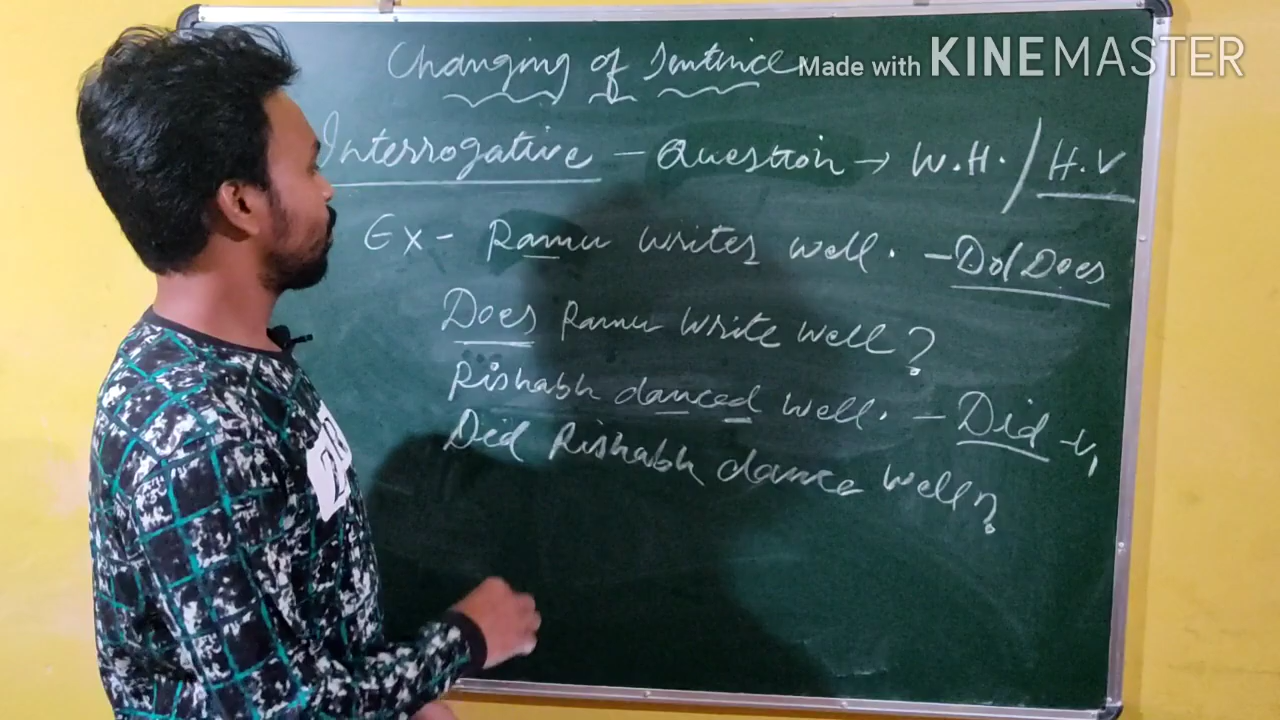 Changing of Sentence
Made with KINEMASTER
Interrogative - Question → W.H. / H.V
Ex - Ramu writes well. - Do/Does
Does Ramu write well?
Rishabh danced well. - Did - V1
Did Rishabh dance well?